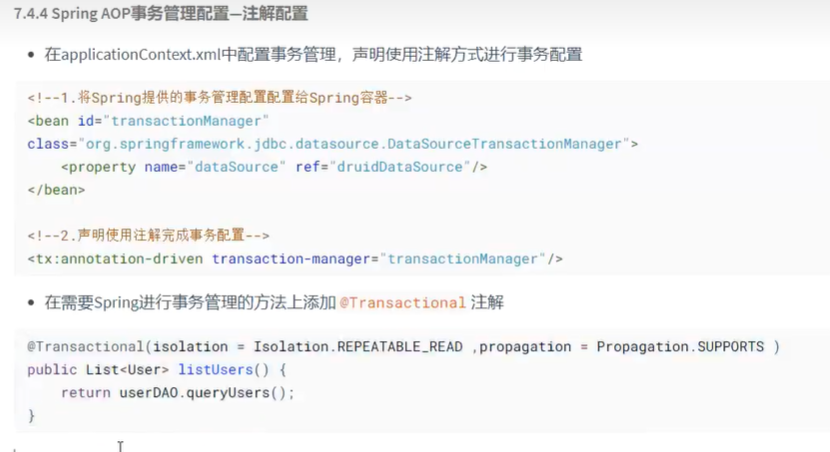 7.4.4 Spring AOP事务管理配置—注解配置
• 在applicationContext.xml中配置事务管理，声明使用注解方式进行事务配置
<!--1.将Spring提供的事务管理配置配置给Spring容器-->
<bean id="transactionManager"
class="org.springframework.jdbc.datasource.DataSourceTransactionManager">
    <property name="dataSource" ref="druidDataSource"/>
</bean>
<!--2.声明使用注解完成事务配置-->
<tx:annotation-driven transaction-manager="transactionManager"/>
• 在需要Spring进行事务管理的方法上添加 @Transactional 注解
@Transactional(isolation = Isolation.REPEATABLE_READ ,propagation = Propagation.SUPPORTS )
public List<User> listUsers() {
    return userDAO.queryUsers();
}